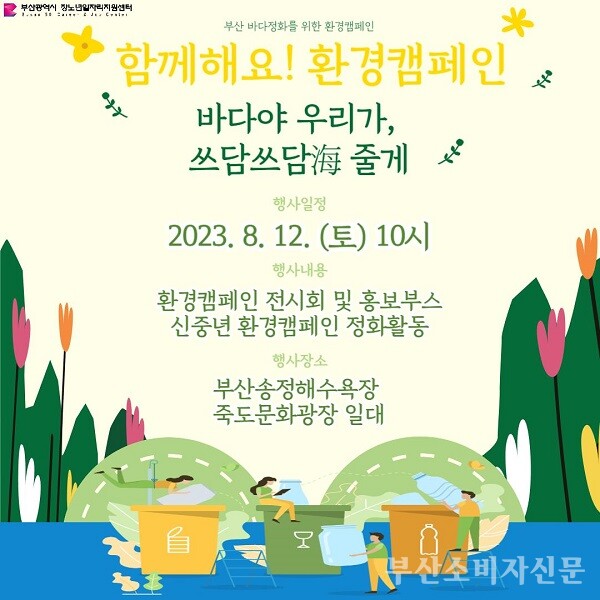 부산광역시 장노년일자리지원센터
부산 바다정화를 위한 환경캠페인
함께해요! 환경캠페인
바다야 우리가,
쓰담쓰담海 줄게
행사일정
2023. 8. 12. (토) 10시
행사내용
환경캠페인 전시회 및 홍보부스
신중년 환경캠페인 정화활동
행사장소
부산송정해수욕장
죽도문화광장 일대
부산소비자신문